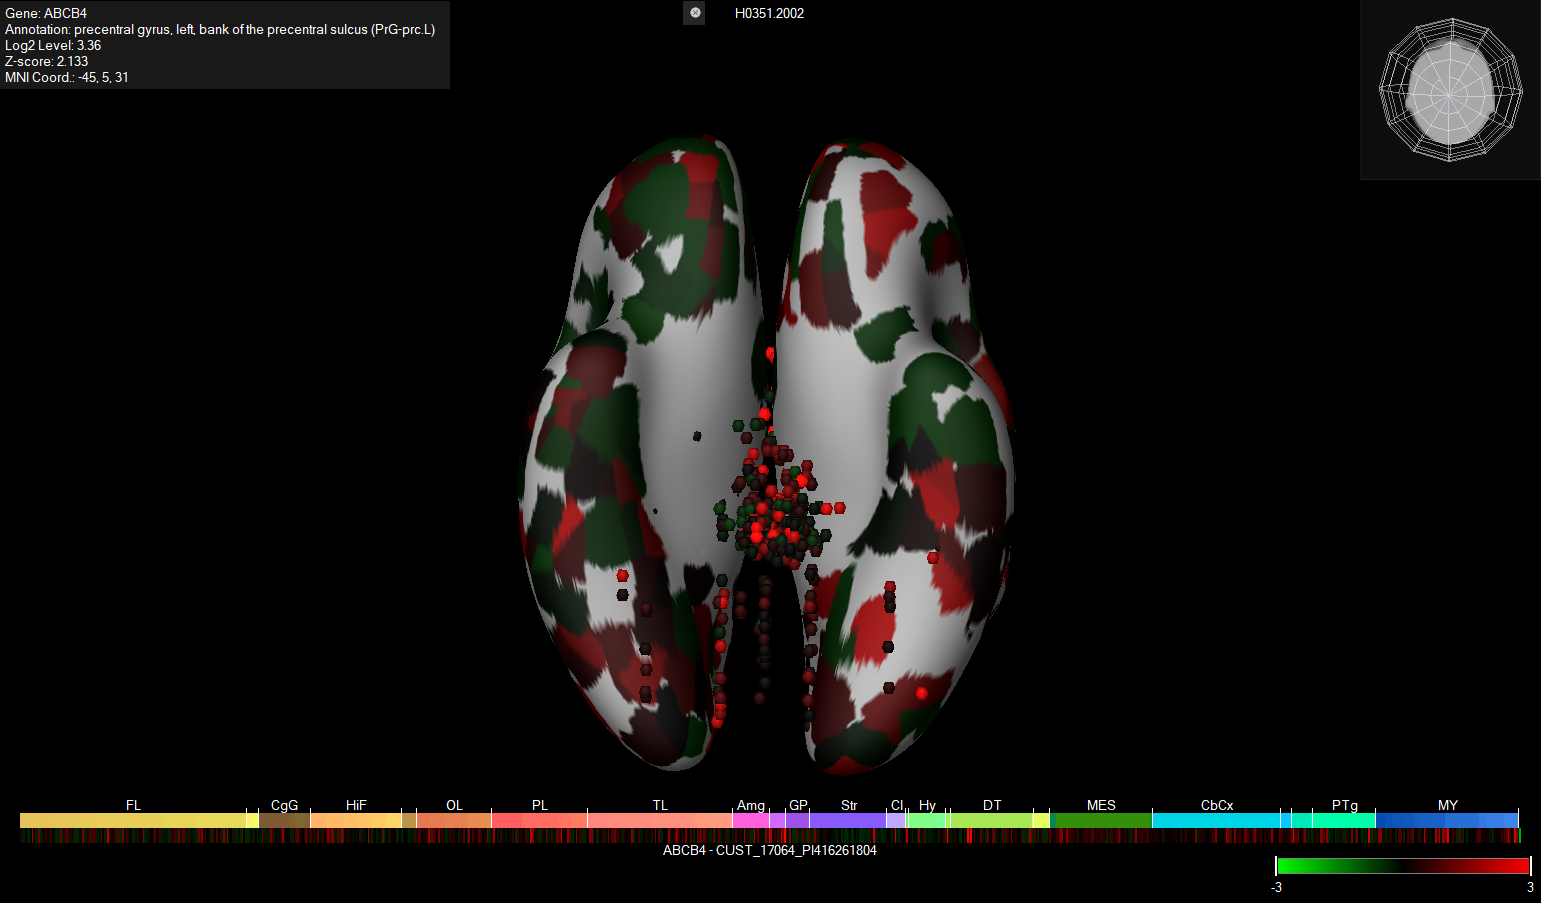 Gene: ABCB4
Annotation: precentral gyrus, left, bank of the precentral sulcus (PrG-prc.L)
Log2 Level: 3.36
Z-score: 2.133
MNI Coord.: -45, 5, 31
H0351.2002
FL CgG HiF OL PL TL Amg GP Str Cl Hy DT MES CbCx PTg MY
ABCB4 - CUST_17064_PI416261804
-3 3